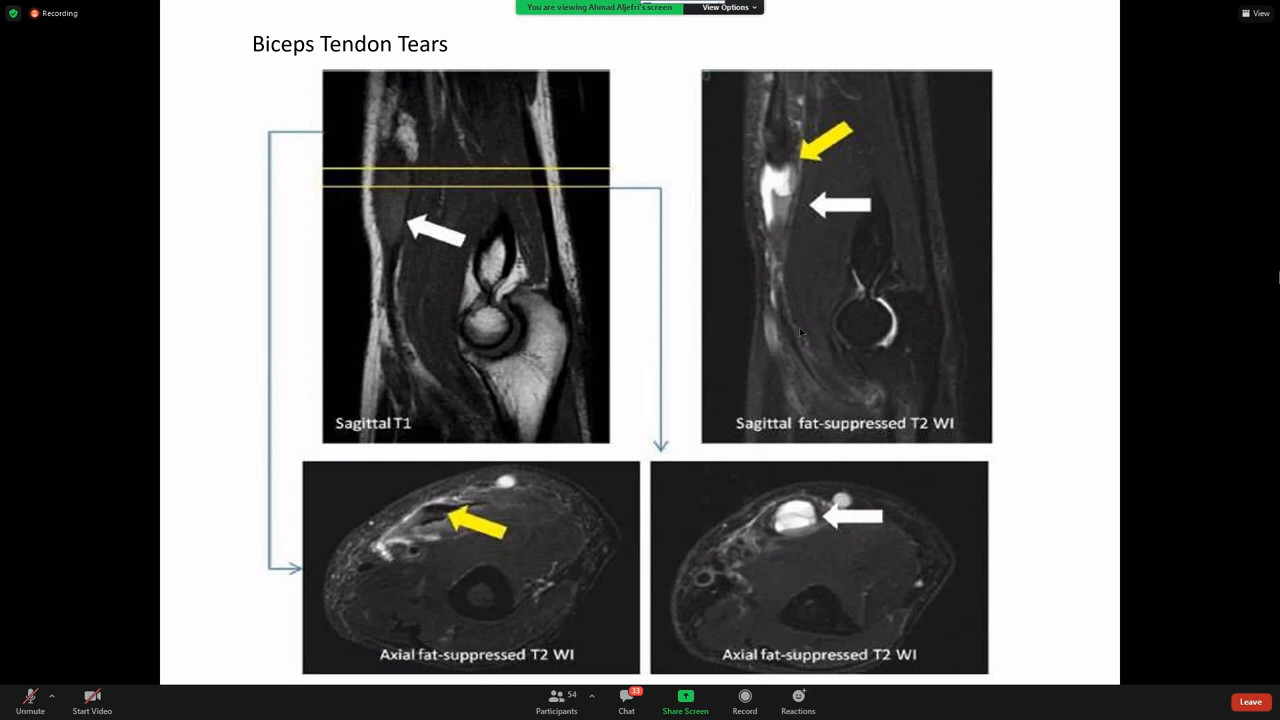 Recording
You are viewing Ahmad Aljefri's screen
View Options
View
Biceps Tendon Tears
Sagittal T1
Sagittal fat-suppressed T2 WI
Axial fat-suppressed T2 WI
Axial fat-suppressed T2 WI
Unmute
Start Video
54
Participants
33
Chat
Share Screen
Record
Reactions
Leave